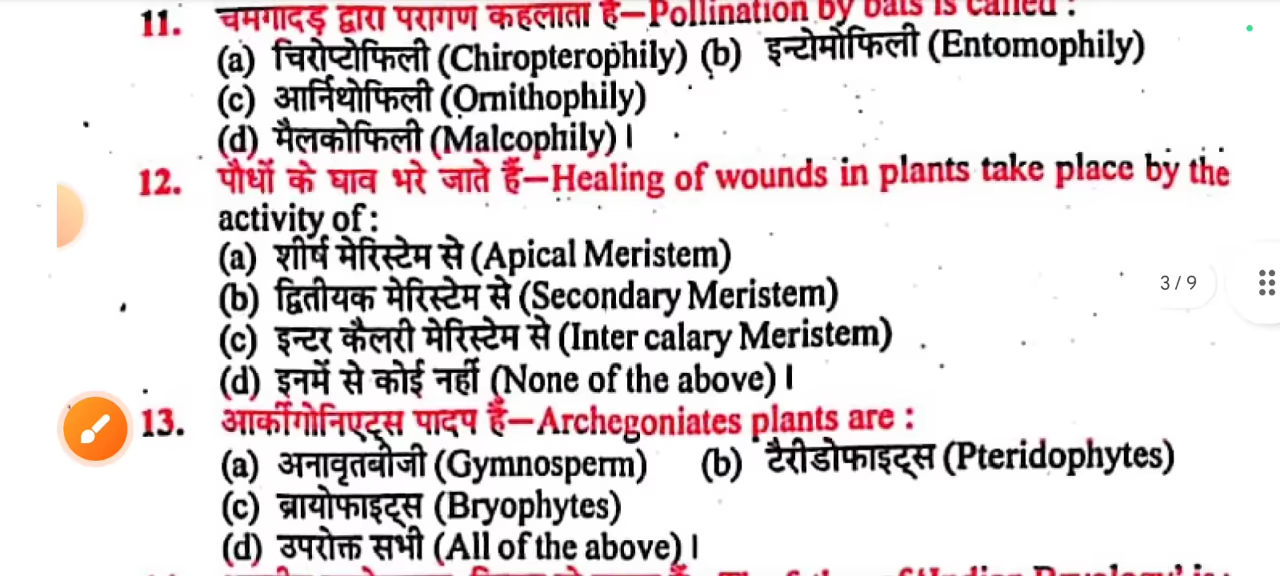 11. चमगादड़ द्वारा परागण कहलाता है—Pollination by bats is called :
(a) चिरोप्टोफिली (Chiropterophily) (b) इन्टोमोफिली (Entomophily)
(c) आर्निथोफिली (Ornithophily)
(d) मैलकोफिली (Malcophily)।
12. पौधों के घाव भरे जाते हैं—Healing of wounds in plants take place by the
activity of :
(a) शीर्ष मेरिस्टेम से (Apical Meristem)
(b) द्वितीयक मेरिस्टेम से (Secondary Meristem)
(c) इन्टर कैलरी मेरिस्टेम से (Inter calary Meristem)
(d) इनमें से कोई नहीं (None of the above)।
3 / 9
13. आर्कीगोनिएट्स पादप हैं—Archegoniates plants are :
(a) अनावृतबीजी (Gymnosperm) (b) टैरीडोफाइट्स (Pteridophytes)
(c) ब्रायोफाइट्स (Bryophytes)
(d) उपरोक्त सभी (All of the above)।